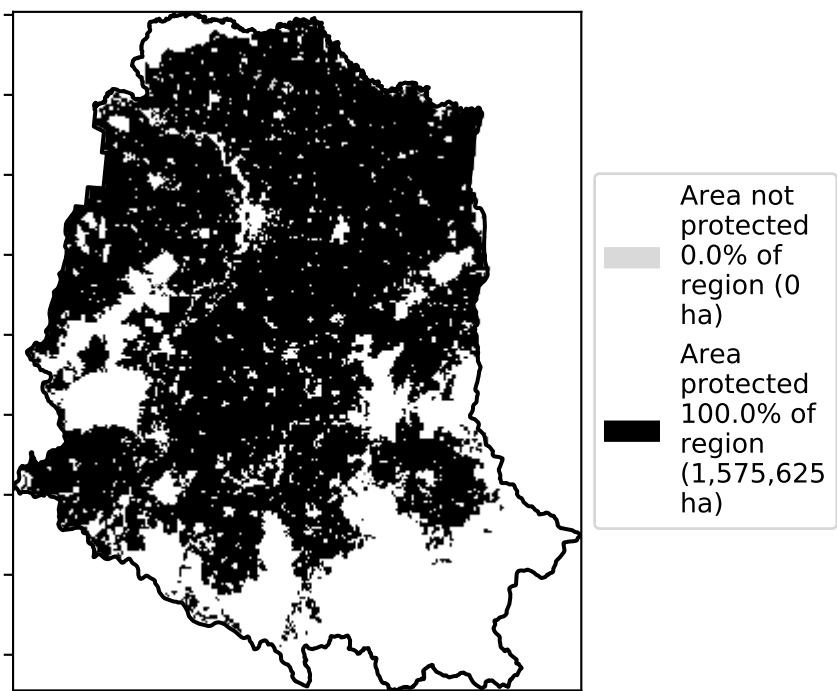 Area not
protected
0.0% of
region (0
ha)
Area
protected
100.0% of
region
(1,575,625
ha)